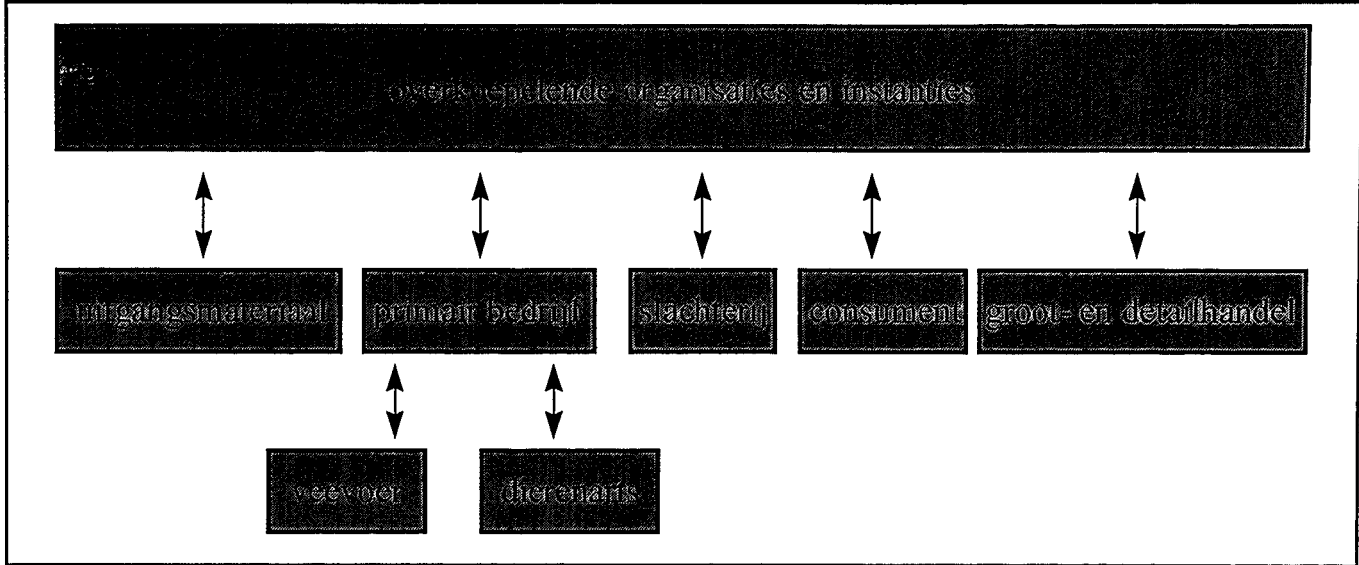 overkoepelende organisaties en instanties
uitgangsmateriaal
primair bedrijf
slachterij
consument
groot- en detailhandel
veevoer
dierenarts